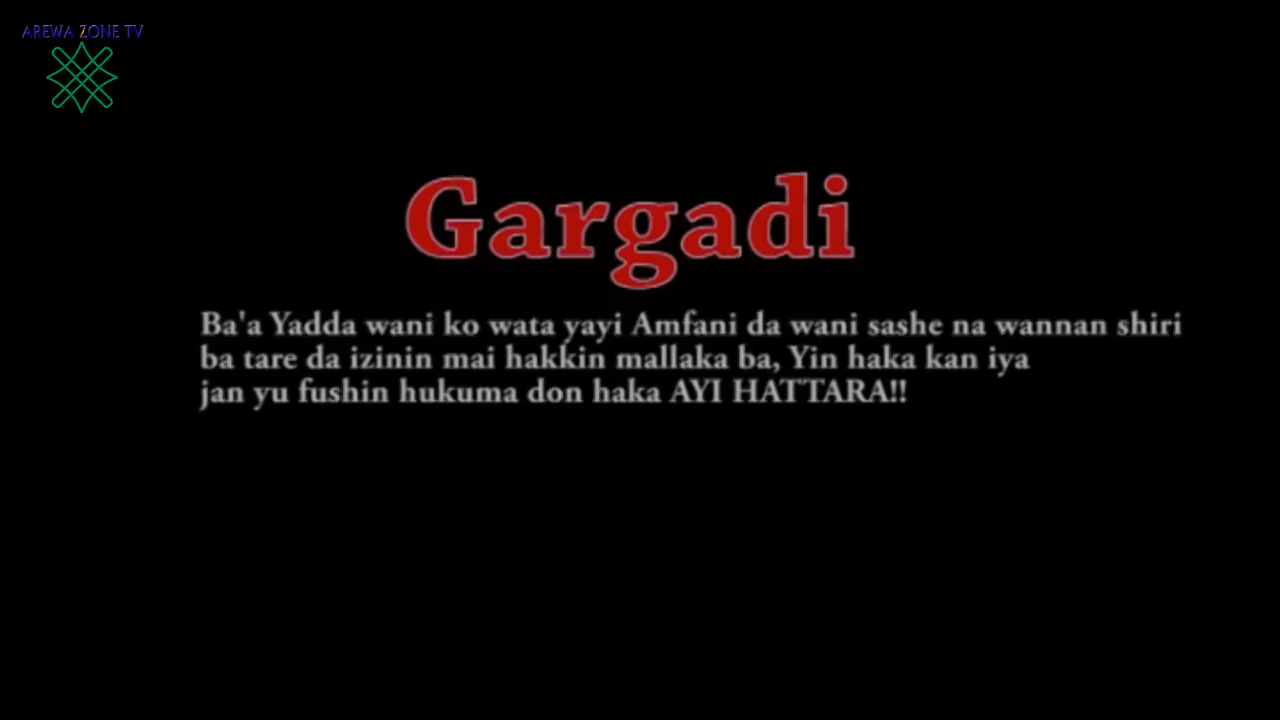 AREWA ZONE TV
Gargadi
Ba'a Yadda wani ko wata yayi Amfani da wani sashe na wannan shiri
ba tare da izinin mai hakkin mallaka ba, Yin haka kan iya
jan yu fushin hukuma don haka AYI HATTARA!!